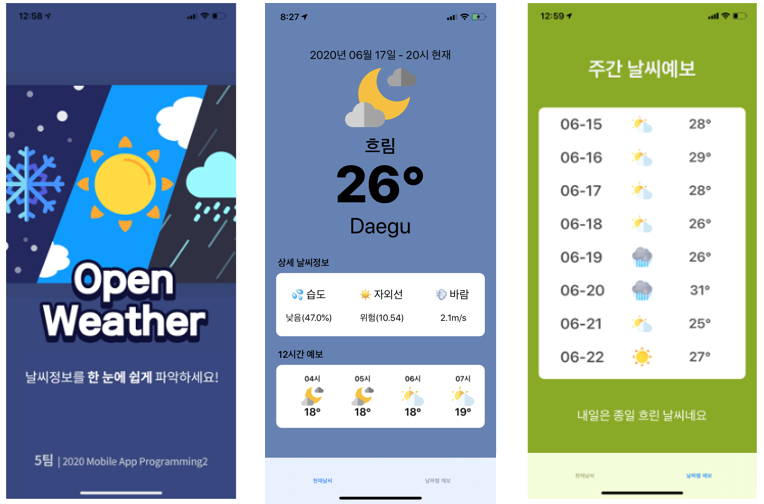 12:58
Open
Weather
날씨정보를 한 눈에 쉽게 파악하세요!
5팀 | 2020 Mobile App Programming2
8:27
2020년 06월 17일 - 20시 현재
흐림
26°
Daegu
상세 날씨정보
습도 자외선 바람
낮음(47.0%) 위험(10.54) 2.1m/s
12시간 예보
04시 05시 06시 07시
18° 18° 18° 19°
현재날씨 날짜별 예보
12:59
주간 날씨예보
06-15 28°
06-16 29°
06-17 28°
06-18 26°
06-19 26°
06-20 31°
06-21 25°
06-22 27°
내일은 종일 흐린 날씨네요
현재날씨 날짜별 예보